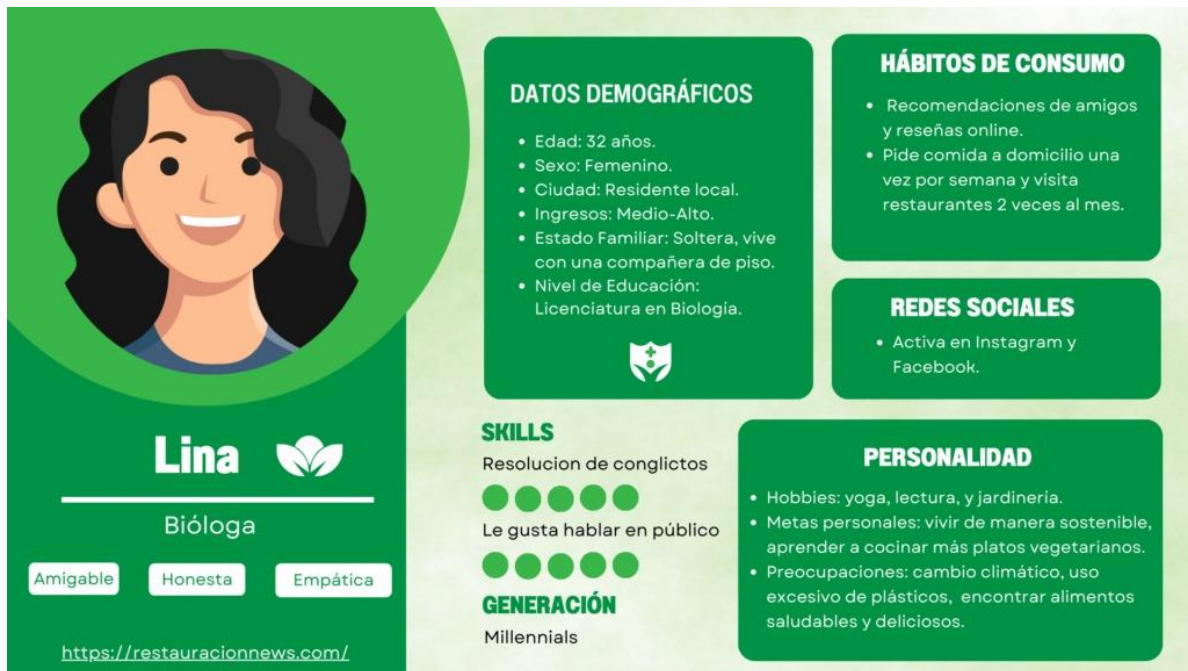 Lina
Bióloga
Amigable
Honesta
Empática
https://restauracionnews.com/
DATOS DEMOGRÁFICOS
• Edad: 32 años.
• Sexo: Femenino.
• Ciudad: Residente local.
• Ingresos: Medio-Alto.
• Estado Familiar: Soltera, vive
con una compañera de piso.
• Nivel de Educación:
Licenciatura en Biología.
SKILLS
Resolucion de conglictos
Le gusta hablar en público
GENERACIÓN
Millennials
HÁBITOS DE CONSUMO
• Recomendaciones de amigos
y reseñas online.
• Pide comida a domicilio una
vez por semana y visita
restaurantes 2 veces al mes.
REDES SOCIALES
• Activa en Instagram y
Facebook.
PERSONALIDAD
• Hobbies: yoga, lectura, y jardinería.
• Metas personales: vivir de manera sostenible,
aprender a cocinar más platos vegetarianos.
• Preocupaciones: cambio climático, uso
excesivo de plásticos, encontrar alimentos
saludables y deliciosos.